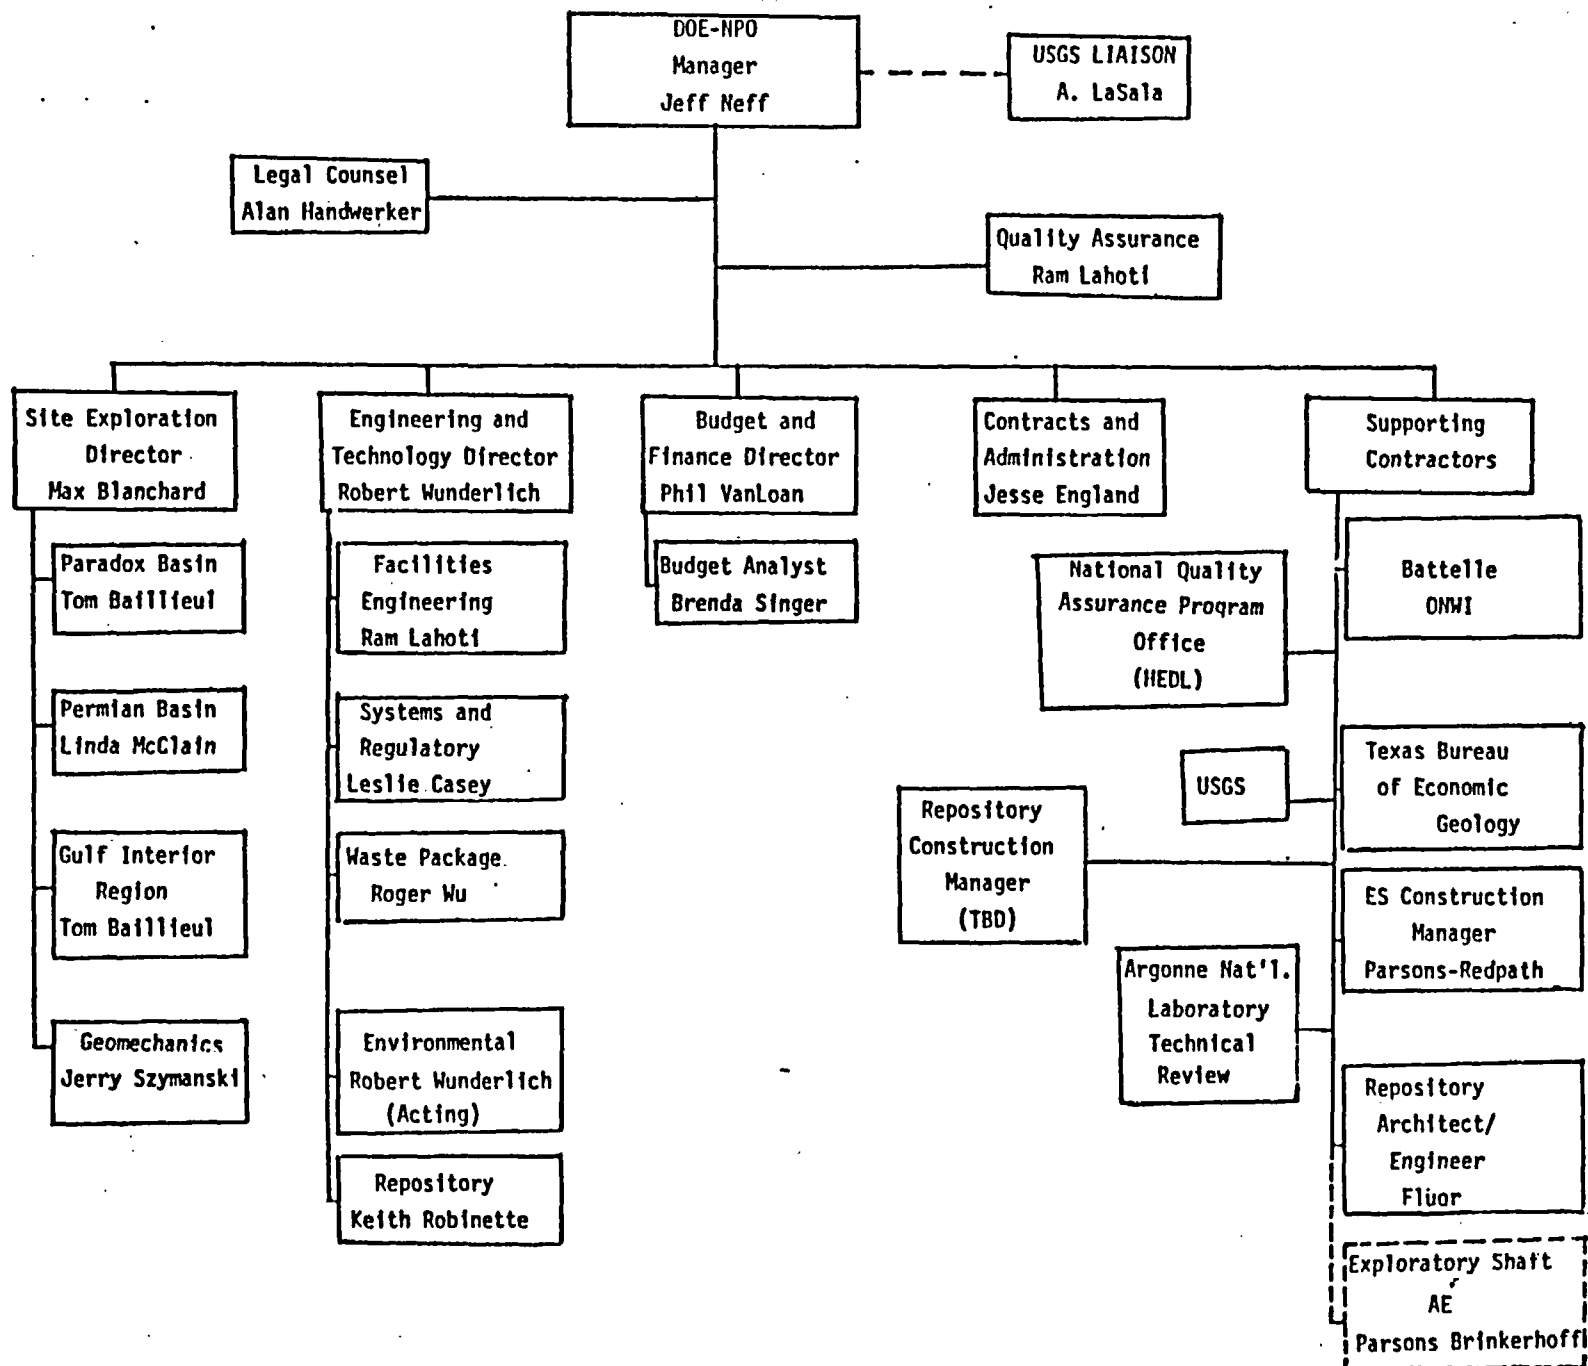 DOE-NPO
Manager
Jeff Neff
USGS LIAISON
A. LaSala
Legal Counsel
Alan Handwerker
Quality Assurance
Ram Lahoti
Site Exploration
Director
Max Blanchard
Paradox Basin
Tom Baillieul
Permian Basin
Linda McClain
Gulf Interior
Region
Tom Baillieul
Geomechanics
Jerry Szymanski
Engineering and
Technology Director
Robert Wunderlich
Facilities
Engineering
Ram Lahoti
Systems and
Regulatory
Leslie Casey
Waste Package
Roger Wu
Environmental
Robert Wunderlich
(Acting)
Repository
Keith Robinette
Budget and
Finance Director
Phil VanLoan
Budget Analyst
Brenda Singer
Contracts and
Administration
Jesse England
Supporting
Contractors
Battelle
ONWI
National Quality
Assurance Program
Office
(HEDL)
USGS
Texas Bureau
of Economic
Geology
Repository
Construction
Manager
(TBD)
ES Construction
Manager
Parsons-Redpath
Argonne Nat'l.
Laboratory
Technical
Review
Repository
Architect/
Engineer
Fluor
Exploratory Shaft
AE
Parsons Brinkerhoff